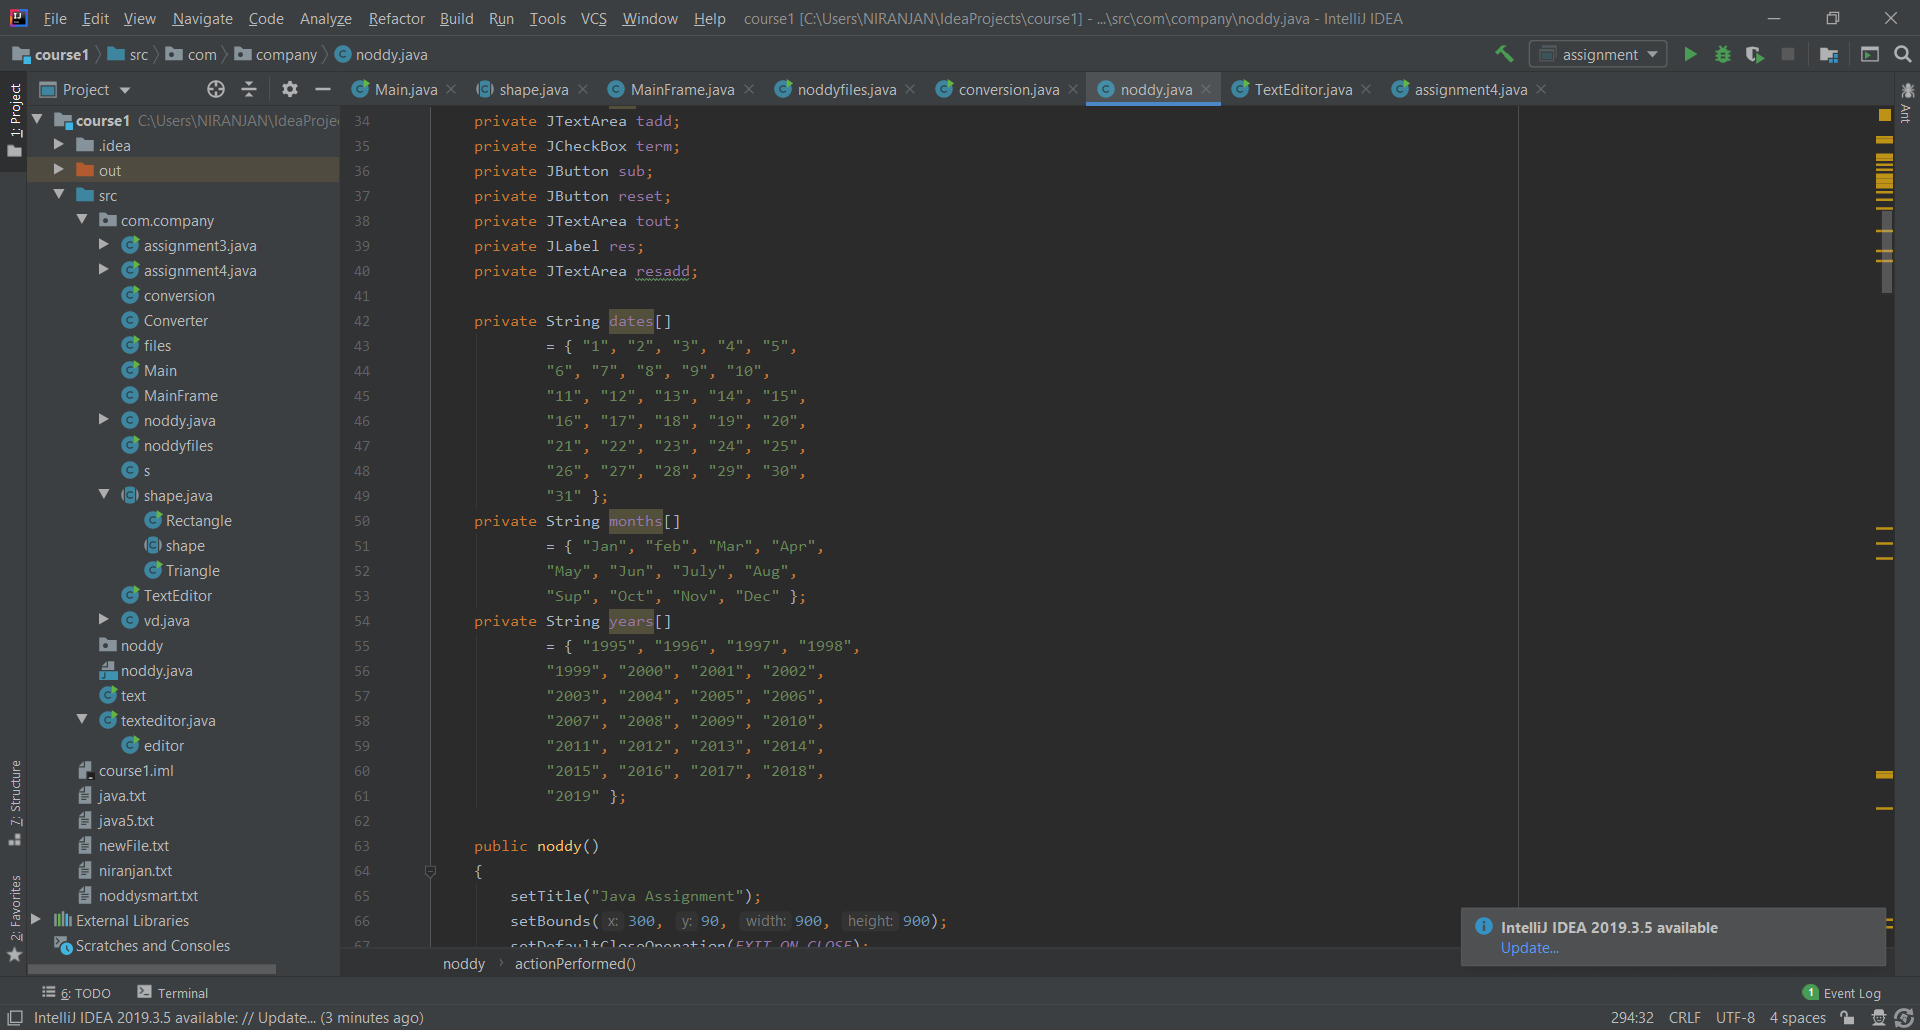 File Edit View Navigate Code Analyze Refactor Build Run Tools VCS Window Help course1 [C:\Users\NIRANJAN\IdeaProjects\course1] - ...\src\com\company\noddy.java - IntelliJ IDEA
course1 src com company noddy.java assignment
Project Main.java shape.java MainFrame.java noddyfiles.java conversion.java noddy.java TextEditor.java assignment4.java
1: Project
7: Structure
2: Favorites
Ant
course1 C:\Users\NIRANJAN\IdeaProje
.idea
out
src
com.company
assignment3.java
assignment4.java
conversion
Converter
files
Main
MainFrame
noddy.java
noddyfiles
s
shape.java
Rectangle
shape
Triangle
TextEditor
vd.java
noddy
noddy.java
text
texteditor.java
editor
course1.iml
java.txt
java5.txt
newFile.txt
niranjan.txt
noddysmart.txt
External Libraries
Scratches and Consoles
34 private JTextArea tadd;
35 private JCheckBox term;
36 private JButton sub;
37 private JButton reset;
38 private JTextArea tout;
39 private JLabel res;
40 private JTextArea resadd;
41
42 private String dates[]
43 = { "1", "2", "3", "4", "5",
44 "6", "7", "8", "9", "10",
45 "11", "12", "13", "14", "15",
46 "16", "17", "18", "19", "20",
47 "21", "22", "23", "24", "25",
48 "26", "27", "28", "29", "30",
49 "31" };
50 private String months[]
51 = { "Jan", "feb", "Mar", "Apr",
52 "May", "Jun", "July", "Aug",
53 "Sup", "Oct", "Nov", "Dec" };
54 private String years[]
55 = { "1995", "1996", "1997", "1998",
56 "1999", "2000", "2001", "2002",
57 "2003", "2004", "2005", "2006",
58 "2007", "2008", "2009", "2010",
59 "2011", "2012", "2013", "2014",
60 "2015", "2016", "2017", "2018",
61 "2019" };
62
63 public noddy()
64 {
65 setTitle("Java Assignment");
66 setBounds( x: 300, y: 90, width: 900, height: 900);
67 setDefaultCloseOperation(EXIT_ON_CLOSE);
noddy actionPerformed()
IntelliJ IDEA 2019.3.5 available
Update...
6: TODO Terminal 1 Event Log
IntelliJ IDEA 2019.3.5 available: // Update... (3 minutes ago) 294:32 CRLF UTF-8 4 spaces